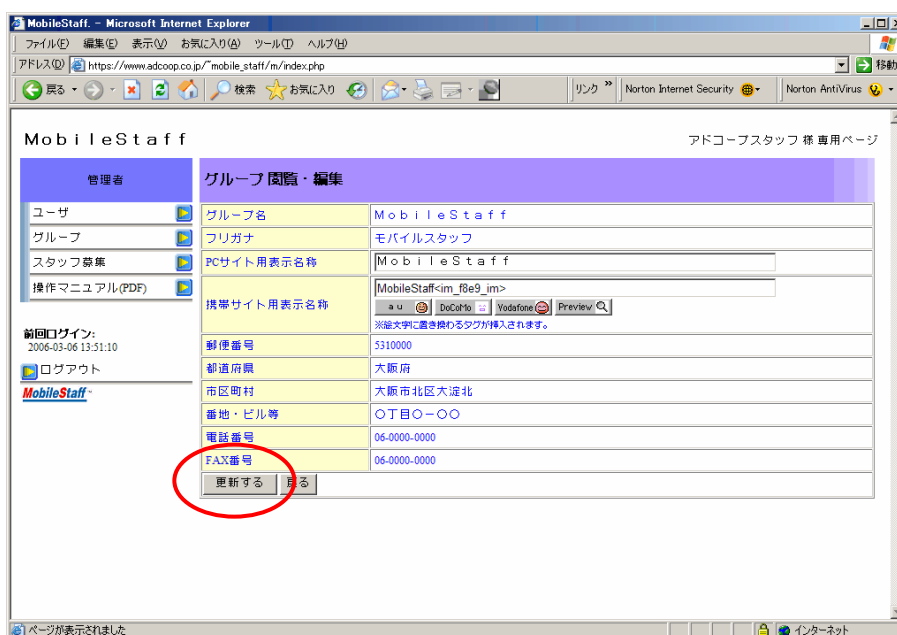 MobileStaff. - Microsoft Internet Explorer
ファイル(F) 編集(E) 表示(V) お気に入り(A) ツール(T) ヘルプ(H)
アドレス(D) https://www.adcoop.co.jp/~mobile_staff/m/index.php 移動
戻る 検索 お気に入り リンク » Norton Internet Security Norton AntiVirus
MobileStaff
アドコープスタッフ 様 専用ページ
管理者
ユーザ
グループ
スタッフ募集
操作マニュアル(PDF)
前回ログイン:
2006-03-06 13:51:10
ログアウト
MobileStaff
グループ 閲覧・編集
グループ名 MobileStaff
フリガナ モバイルスタッフ
PCサイト用表示名称 MobileStaff
携帯サイト用表示名称 MobileStaff<im_f8e9_im>
au DoCoMo Vodafone Preview
※絵文字に置き換わるタグが挿入されます。
郵便番号 5310000
都道府県 大阪府
市区町村 大阪市北区大淀北
番地・ビル等 ○丁目○−○○
電話番号 06-0000-0000
FAX番号 06-0000-0000
更新する 戻る
ページが表示されました インターネット